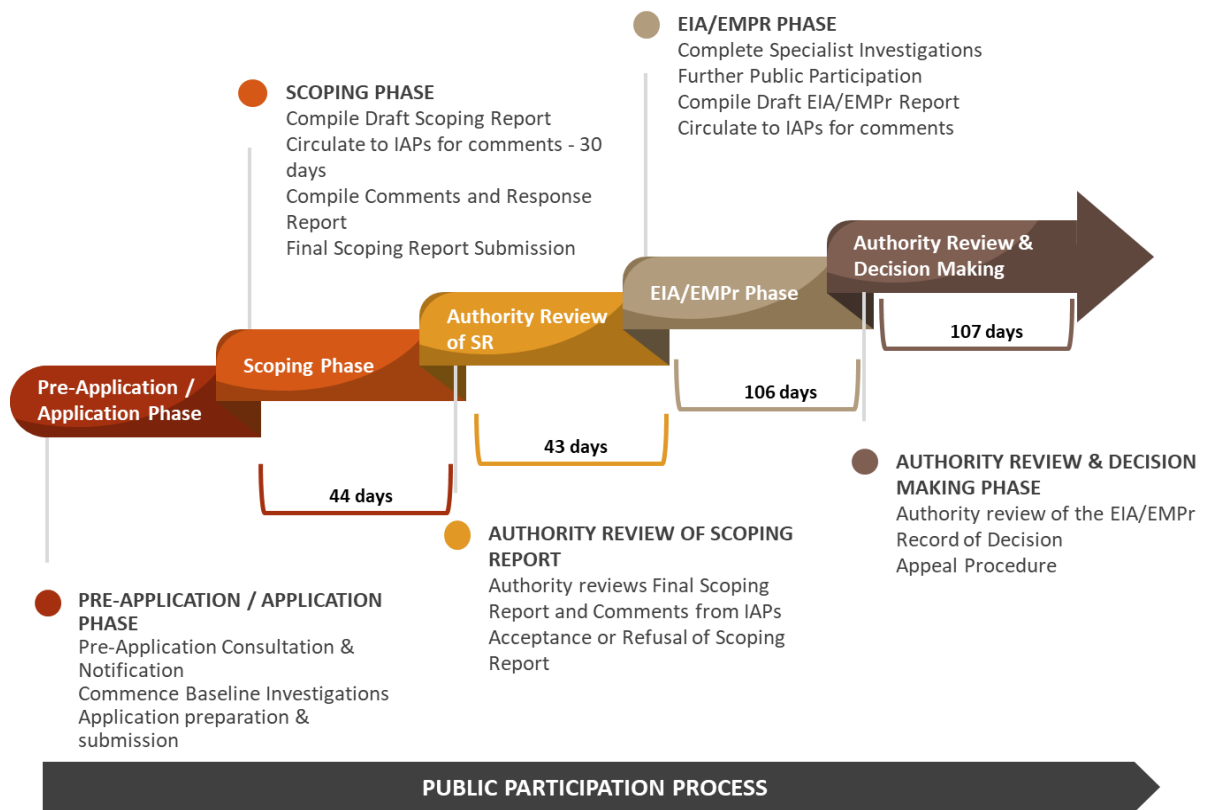 EIA/EMPR PHASE
Complete Specialist Investigations
Further Public Participation
Compile Draft EIA/EMPr Report
Circulate to IAPs for comments
SCOPING PHASE
Compile Draft Scoping Report
Circulate to IAPs for comments - 30
days
Compile Comments and Response
Report
Final Scoping Report Submission
Pre-Application /
Application Phase
Scoping Phase
Authority Review
of SR
EIA/EMPr Phase
Authority Review &
Decision Making
44 days
43 days
106 days
107 days
PRE-APPLICATION / APPLICATION
PHASE
Pre-Application Consultation &
Notification
Commence Baseline Investigations
Application preparation &
submission
AUTHORITY REVIEW OF SCOPING
REPORT
Authority reviews Final Scoping
Report and Comments from IAPs
Acceptance or Refusal of Scoping
Report
AUTHORITY REVIEW & DECISION
MAKING PHASE
Authority review of the EIA/EMPr
Record of Decision
Appeal Procedure
PUBLIC PARTICIPATION PROCESS